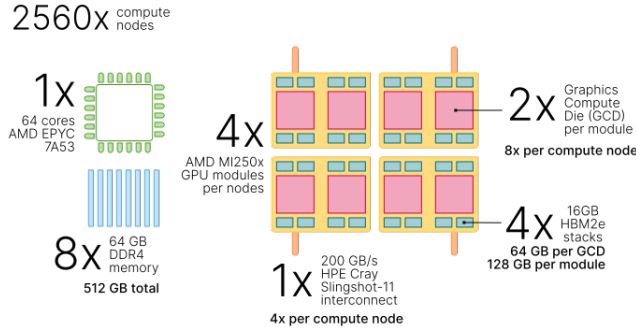 2560x compute
nodes
1x
64 cores
AMD EPYC
7A53
4x
AMD MI250x
GPU modules
per nodes
2x Graphics
Compute
Die (GCD)
per module
8x per compute node
8x 64 GB
DDR4
memory
512 GB total
1x 200 GB/s
HPE Cray
Slingshot-11
interconnect
4x per compute node
4x 16GB
HBM2e
stacks
64 GB per GCD
128 GB per module